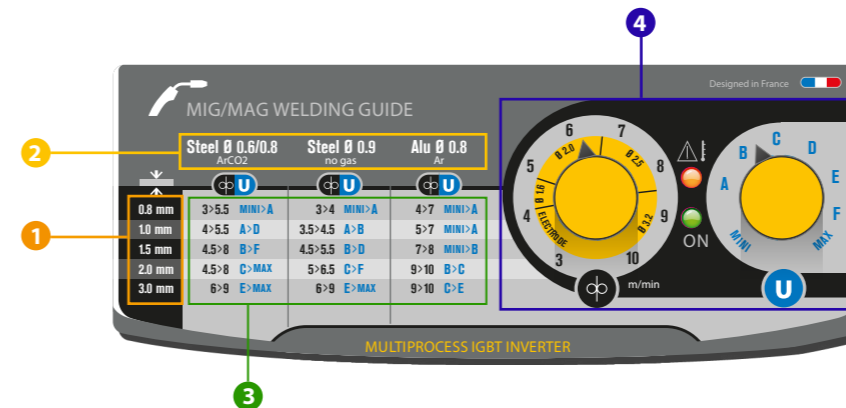 4
Designed in France
MIG/MAG WELDING GUIDE
2
Steel Ø 0.6/0.8 Steel Ø 0.9 Alu Ø 0.8
ArCO2 no gas Ar
U U U
1
0.8 mm 3>5.5 MINI>A 3>4 MINI>A 4>7 MINI>A
1.0 mm 4>5.5 A>D 3.5>4.5 A>B 5>7 MINI>A
1.5 mm 4.5>8 B>F 4.5>5.5 B>D 7>8 MINI>B
2.0 mm 4.5>8 C>MAX 5>6.5 C>F 9>10 B>C
3.0 mm 6>9 E>MAX 6>9 E>MAX 9>10 C>E
3
3 4 5 6 7 8 9 10
ELECTRODE Ø 1.6 Ø 2.0 Ø 2.5 Ø 3.2
m/min
ON
MINI A B C D E F MAX
U
MULTIPROCESS IGBT INVERTER